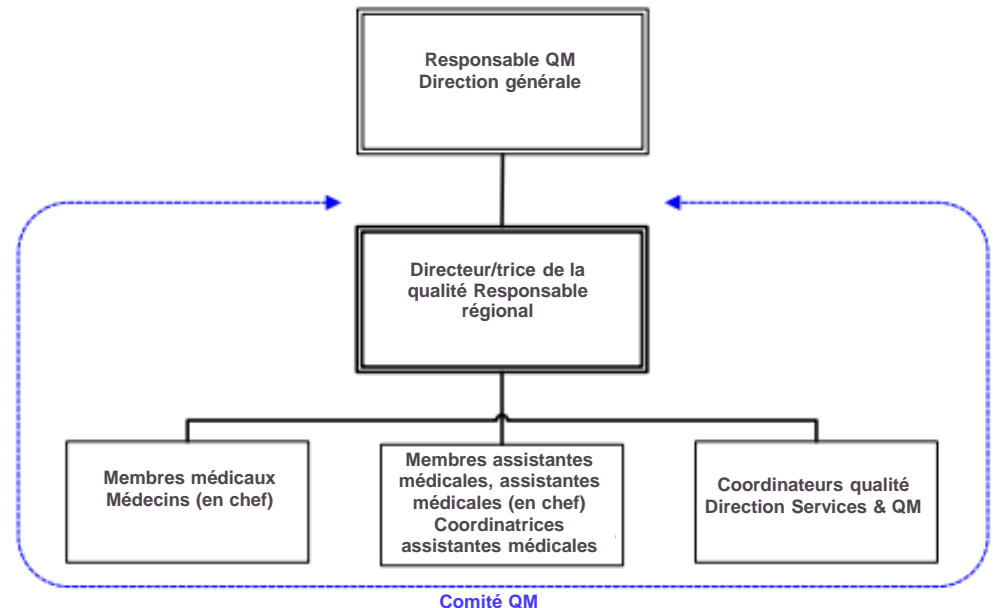 Responsable QM
Direction générale
Directeur/trice de la
qualité Responsable
régional
Membres médicaux
Médecins (en chef)
Membres assistantes
médicales, assistantes
médicales (en chef)
Coordinatrices
assistantes médicales
Coordinateurs qualité
Direction Services & QM
Comité QM